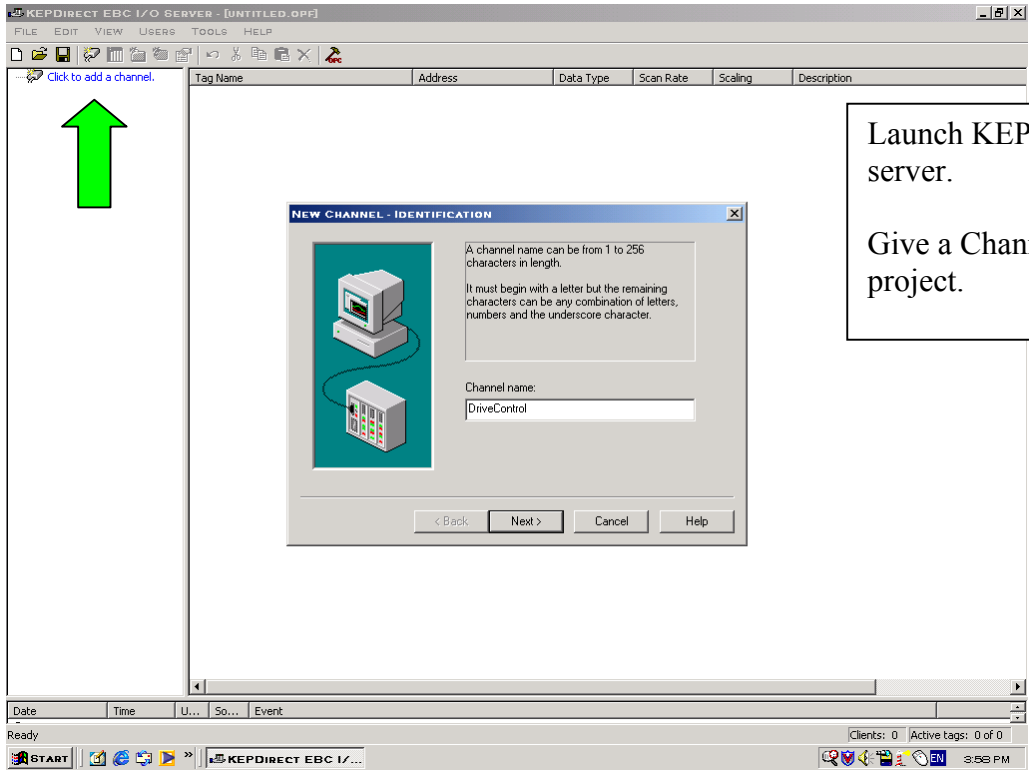 KEPDIRECT EBC I/O SERVER - [UNTITLED.OPF]
FILE EDIT VIEW USERS TOOLS HELP
OPC
Click to add a channel.
Tag Name Address Data Type Scan Rate Scaling Description
Launch KEP
server.
Give a Chan
project.
NEW CHANNEL - IDENTIFICATION
A channel name can be from 1 to 256
characters in length.
It must begin with a letter but the remaining
characters can be any combination of letters,
numbers and the underscore character.
Channel name:
DriveControl
< Back Next > Cancel Help
Date Time U... So... Event
Ready Clients: 0 Active tags: 0 of 0
START » KEPDIRECT EBC I/... EN 3:58 PM